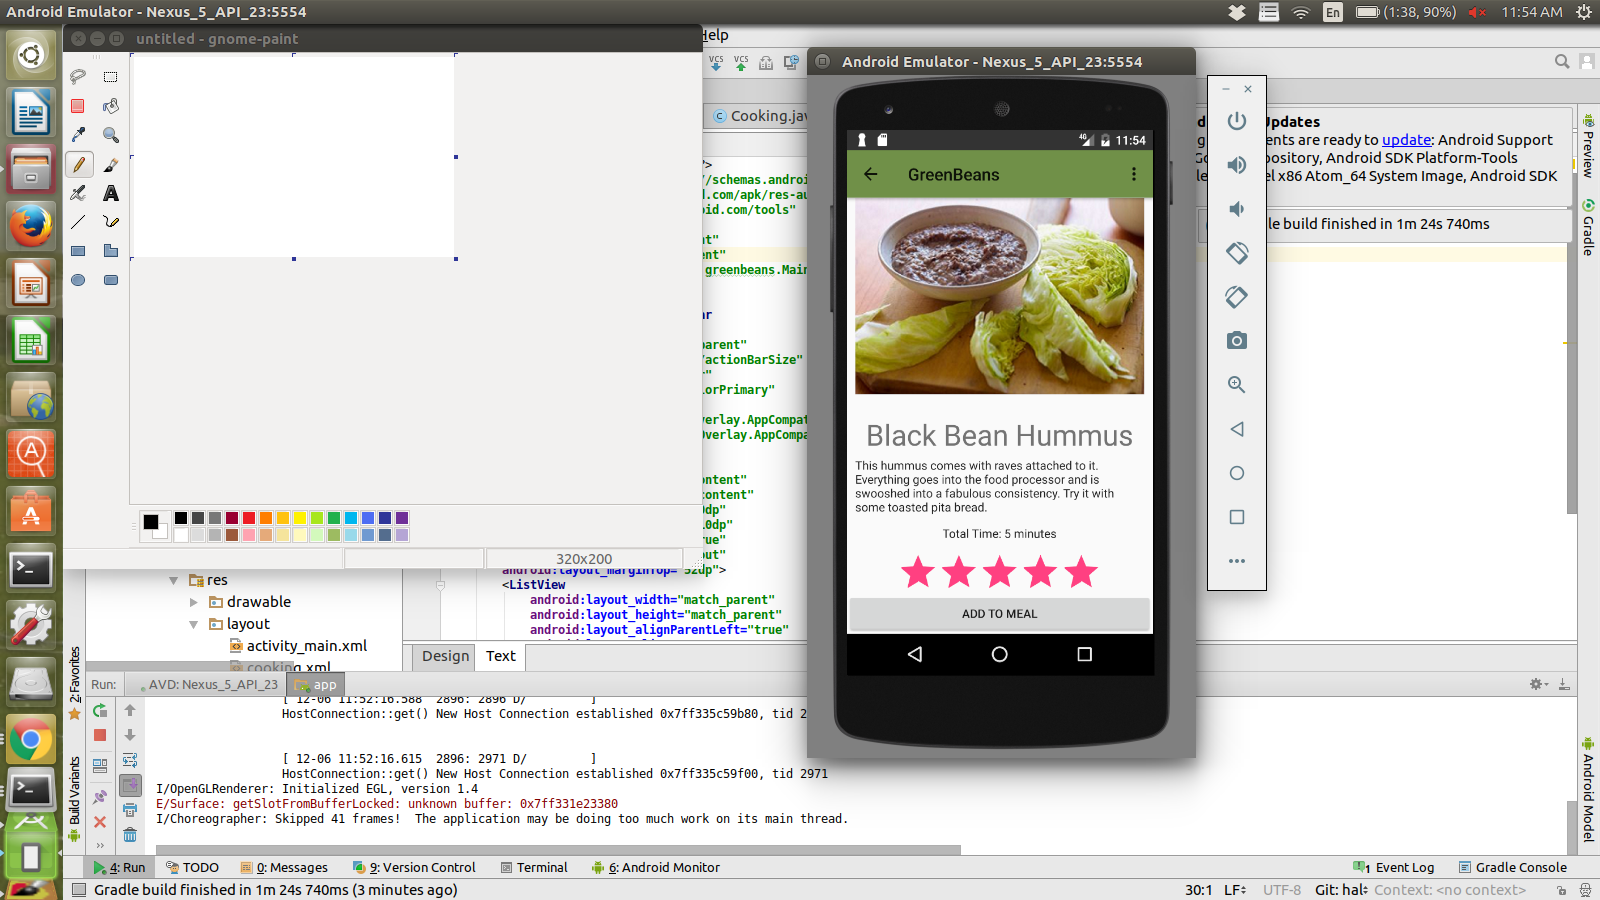 Android Emulator - Nexus_5_API_23:5554
En
(1:38, 90%)
11:54 AM
untitled - gnome-paint
Help
Android Emulator - Nexus_5_API_23:5554
VCS
VCS
Cooking.jav
Updates
ents are ready to update: Android Support
pository, Android SDK Platform-Tools
el x86 Atom_64 System Image, Android SDK
le build finished in 1m 24s 740ms
Preview
Gradle
Android Model
4G
11:54
GreenBeans
Black Bean Hummus
This hummus comes with raves attached to it.
Everything goes into the food processor and is
swooshed into a fabulous consistency. Try it with
some toasted pita bread.
Total Time: 5 minutes
ADD TO MEAL
?>
//schemas.androi
d.com/apk/res-au
oid.com/tools"
nt"
ent"
greenbeans.Main
ar
parent"
/actionBarSize"
r"
lorPrimary"
verlay.AppCompat
Overlay.AppCompa
ontent"
content"
0dp"
10dp"
rue"
out"
android:layout_marginTop="52dp">
<ListView
android:layout_width="match_parent"
android:layout_height="match_parent"
android:layout_alignParentLeft="true"
320x200
res
drawable
layout
activity_main.xml
cooking.xml
Design
Text
2: Favorites
Build Variants
Run:
AVD: Nexus_5_API_23
app
[ 12-06 11:52:16.588 2896: 2896 D/ ]
HostConnection::get() New Host Connection established 0x7ff335c59b80, tid 2
[ 12-06 11:52:16.615 2896: 2971 D/ ]
HostConnection::get() New Host Connection established 0x7ff335c59f00, tid 2971
I/OpenGLRenderer: Initialized EGL, version 1.4
E/Surface: getSlotFromBufferLocked: unknown buffer: 0x7ff331e23380
I/Choreographer: Skipped 41 frames! The application may be doing too much work on its main thread.
4: Run
TODO
0: Messages
9: Version Control
Terminal
6: Android Monitor
1 Event Log
Gradle Console
Gradle build finished in 1m 24s 740ms (3 minutes ago)
30:1
LF
UTF-8
Git: hal
Context: <no context>